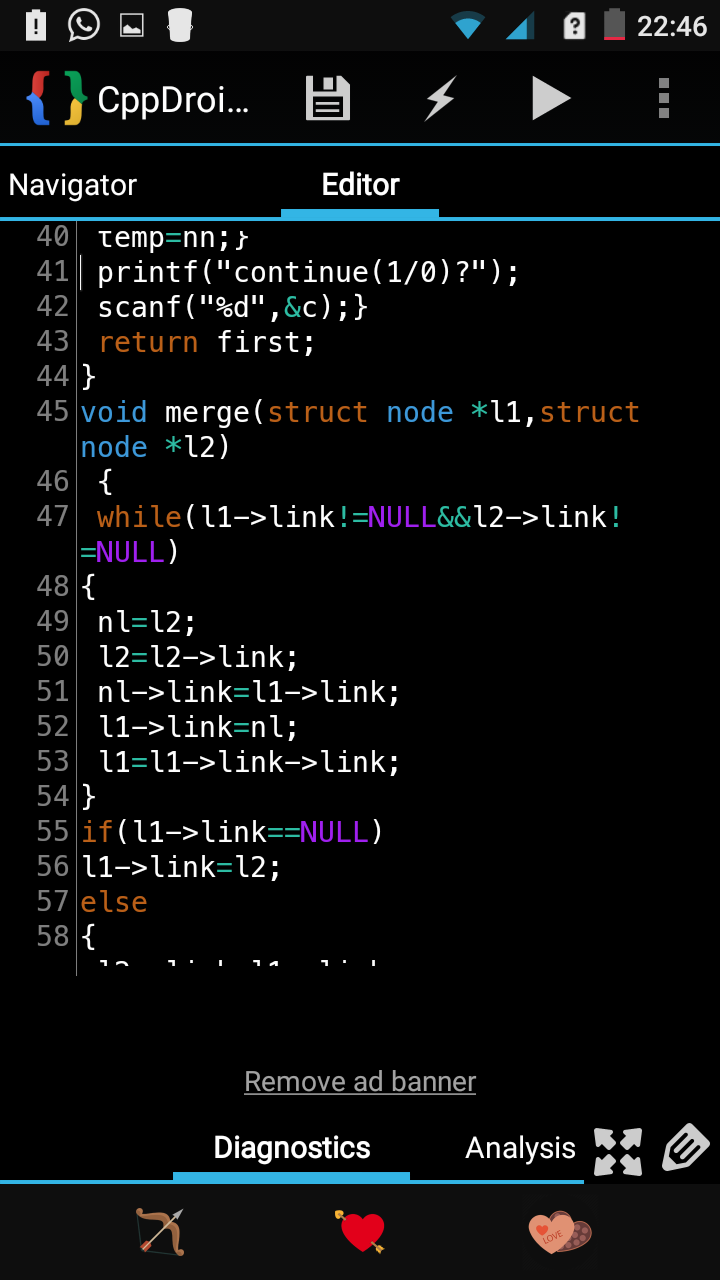 22:46
CppDroi...
Navigator Editor
40 temp=nn;}
41 printf("continue(1/0)?");
42 scanf("%d",&c);}
43 return first;
44 }
45 void merge(struct node *l1,struct
node *l2)
46 {
47 while(l1->link!=NULL&&l2->link!
=NULL)
48 {
49 nl=l2;
50 l2=l2->link;
51 nl->link=l1->link;
52 l1->link=nl;
53 l1=l1->link->link;
54 }
55 if(l1->link==NULL)
56 l1->link=l2;
57 else
58 {
Remove ad banner
Diagnostics Analysis
LOVE